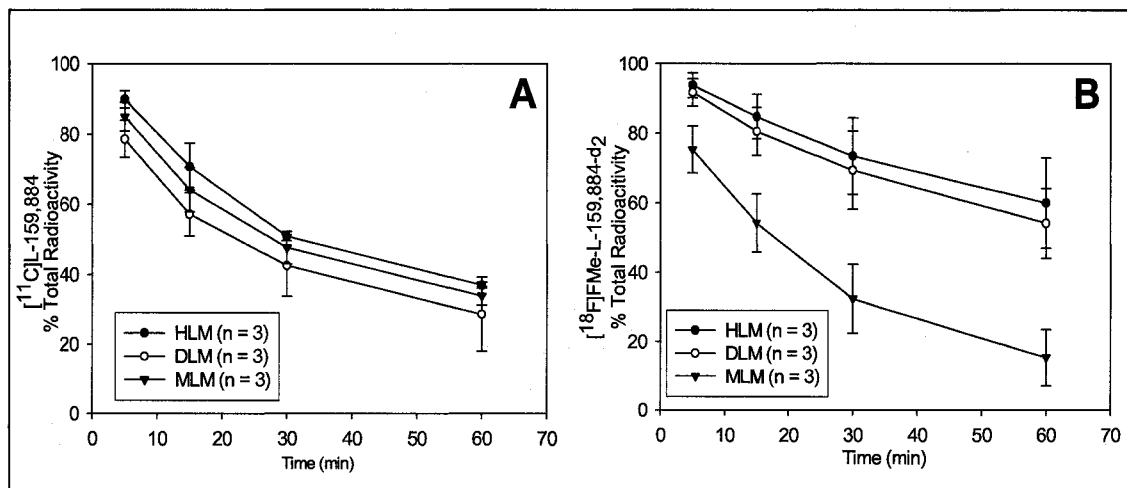 A
[¹¹C]L-159,884
% Total Radioactivity
100
80
60
40
20
0
HLM (n = 3)
DLM (n = 3)
MLM (n = 3)
0 10 20 30 40 50 60 70
Time (min)
B
[¹⁸F]FMe-L-159,884-d₂
% Total Radioacitivity
100
80
60
40
20
0
HLM (n = 3)
DLM (n = 3)
MLM (n = 3)
0 10 20 30 40 50 60 70
Time (min)